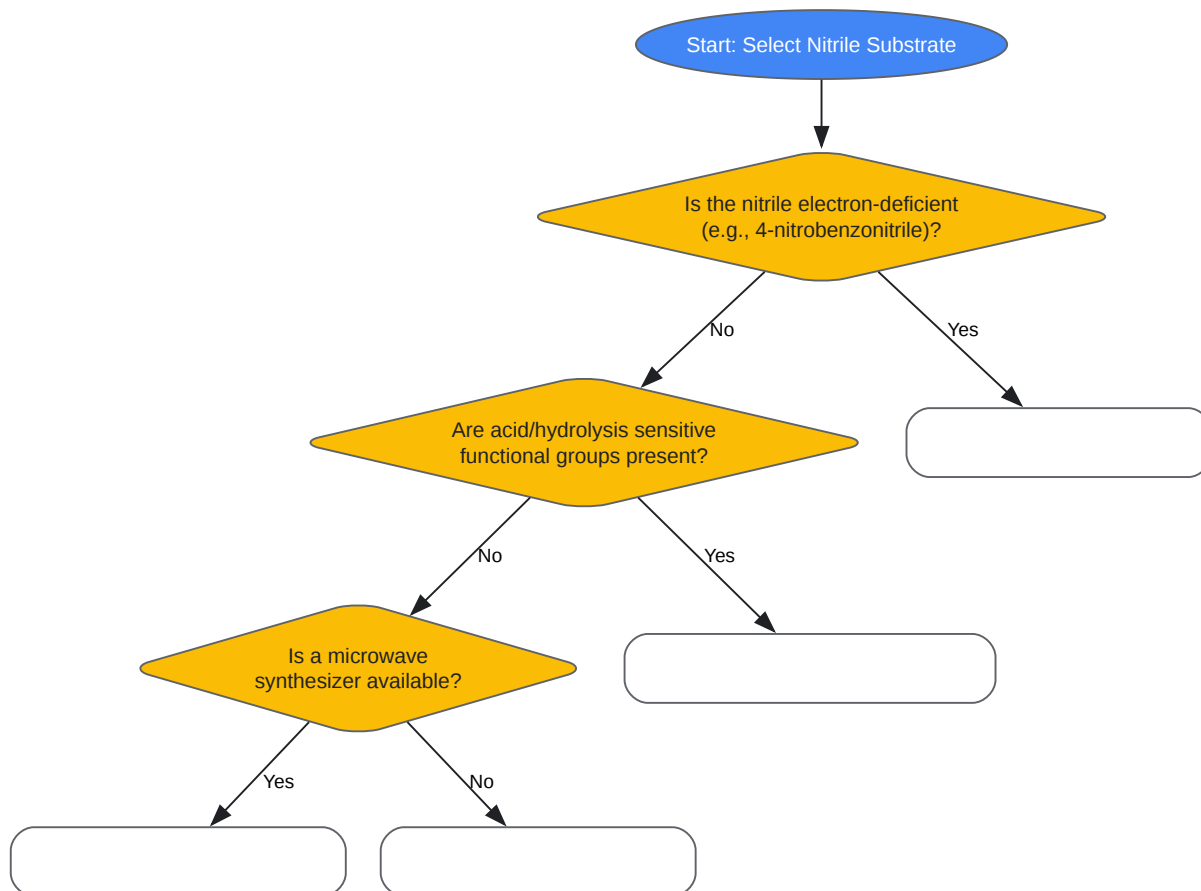 Start: Select Nitrile Substrate
Is the nitrile electron-deficient
(e.g., 4-nitrobenzonitrile)?
No
Yes
Are acid/hydrolysis sensitive
functional groups present?
No
Yes
Is a microwave
synthesizer available?
Yes
No